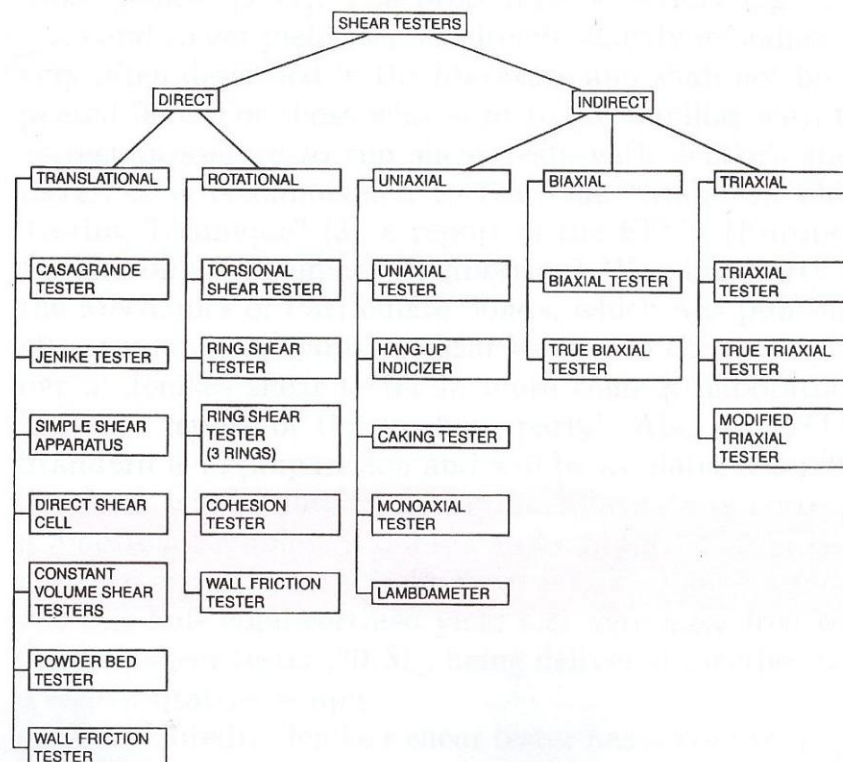 SHEAR TESTERS
DIRECT
INDIRECT
TRANSLATIONAL
CASAGRANDE
TESTER
JENIKE TESTER
SIMPLE SHEAR
APPARATUS
DIRECT SHEAR
CELL
CONSTANT
VOLUME SHEAR
TESTERS
POWDER BED
TESTER
WALL FRICTION
TESTER
ROTATIONAL
TORSIONAL
SHEAR TESTER
RING SHEAR
TESTER
RING SHEAR
TESTER
(3 RINGS)
COHESION
TESTER
WALL FRICTION
TESTER
UNIAXIAL
UNIAXIAL
TESTER
HANG-UP
INDICIZER
CAKING TESTER
MONOAXIAL
TESTER
LAMBDAMETER
BIAXIAL
BIAXIAL TESTER
TRUE BIAXIAL
TESTER
TRIAXIAL
TRIAXIAL
TESTER
TRUE TRIAXIAL
TESTER
MODIFIED
TRIAXIAL
TESTER